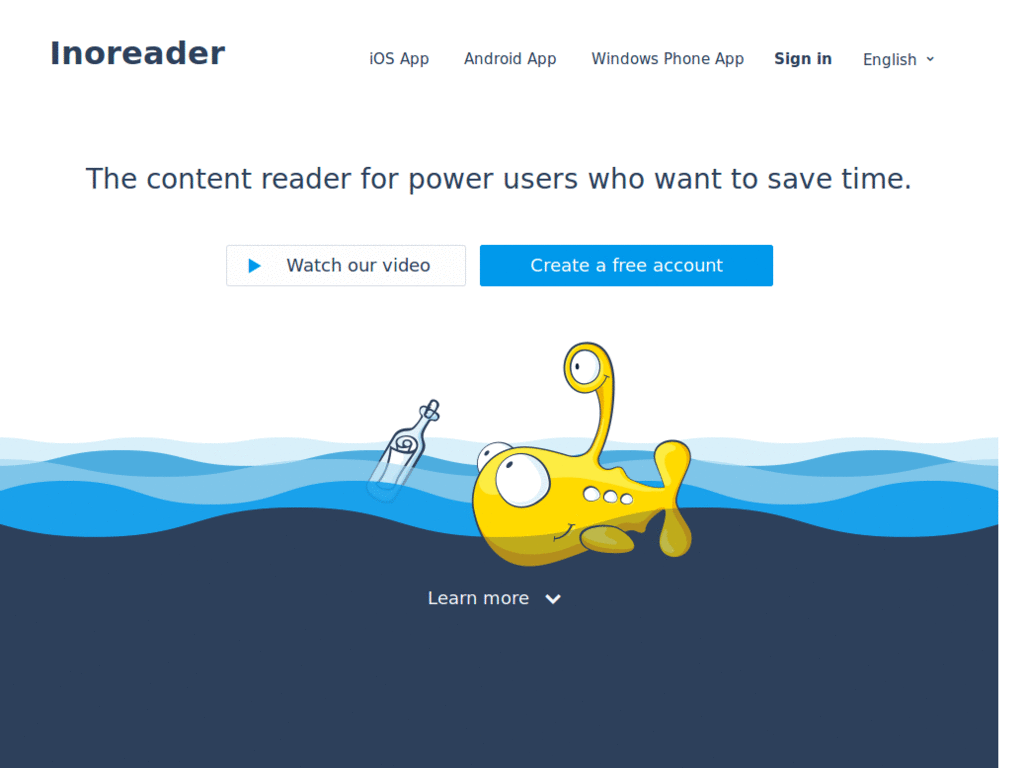 Inoreader
iOS App
Android App
Windows Phone App
Sign in
English
The content reader for power users who want to save time.
Watch our video
Create a free account
Learn more